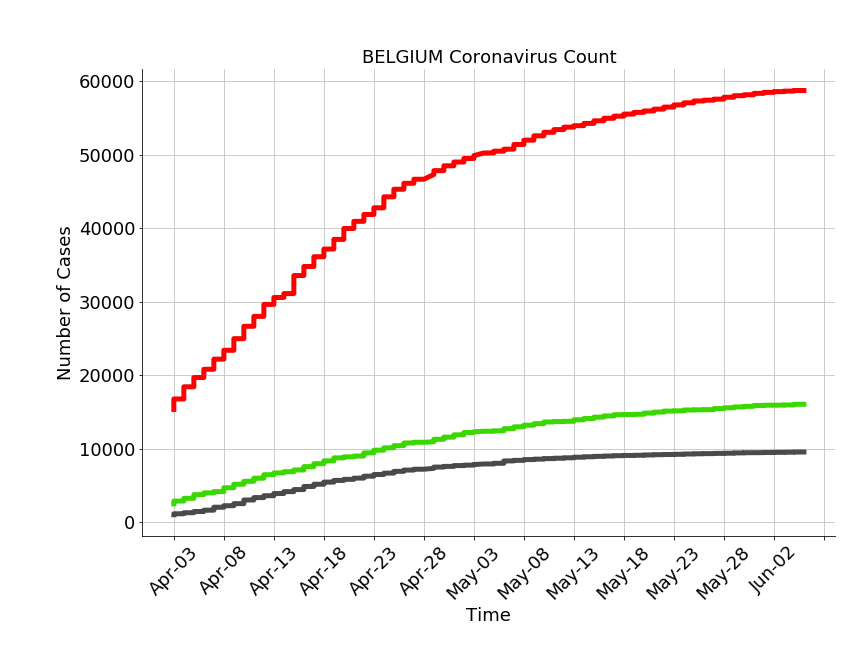 BELGIUM Coronavirus Count
60000
50000
40000
30000
20000
10000
0
Number of Cases
Apr-03
Apr-08
Apr-13
Apr-18
Apr-23
Apr-28
May-03
May-08
May-13
May-18
May-23
May-28
Jun-02
Time